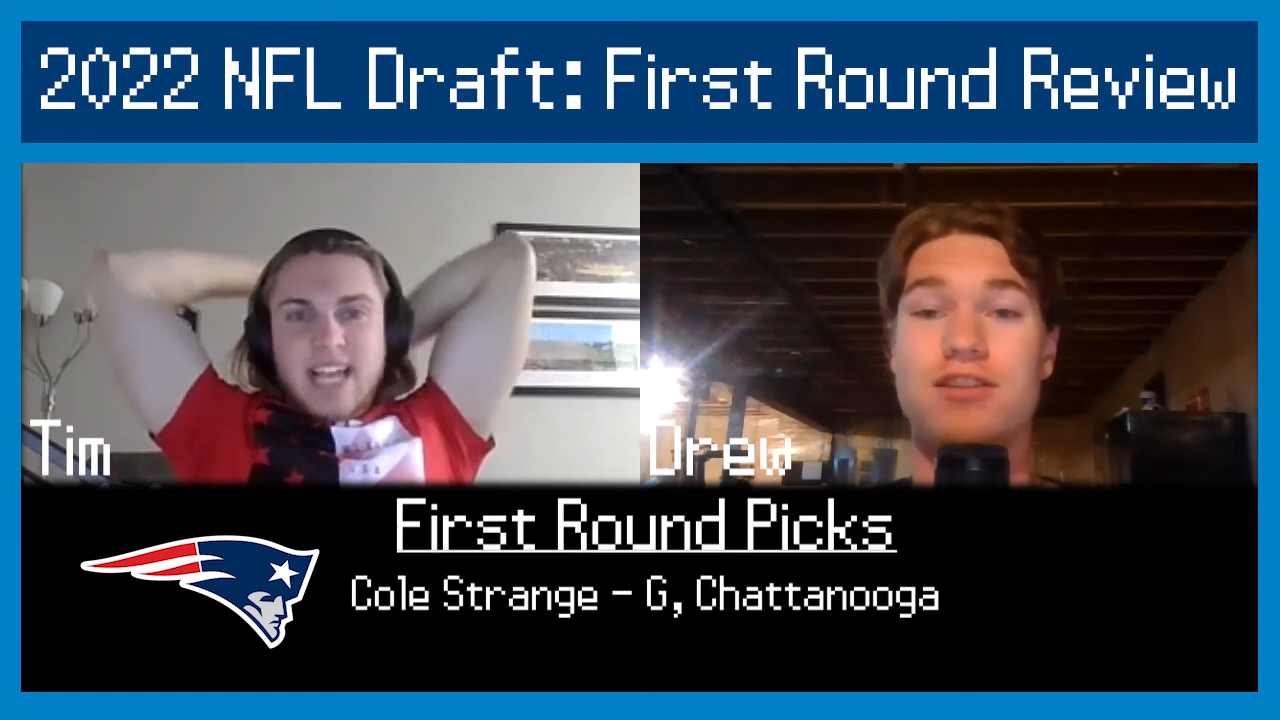 2022 NFL Draft: First Round Review
Tim
Drew
First Round Picks
Cole Strange - G, Chattanooga